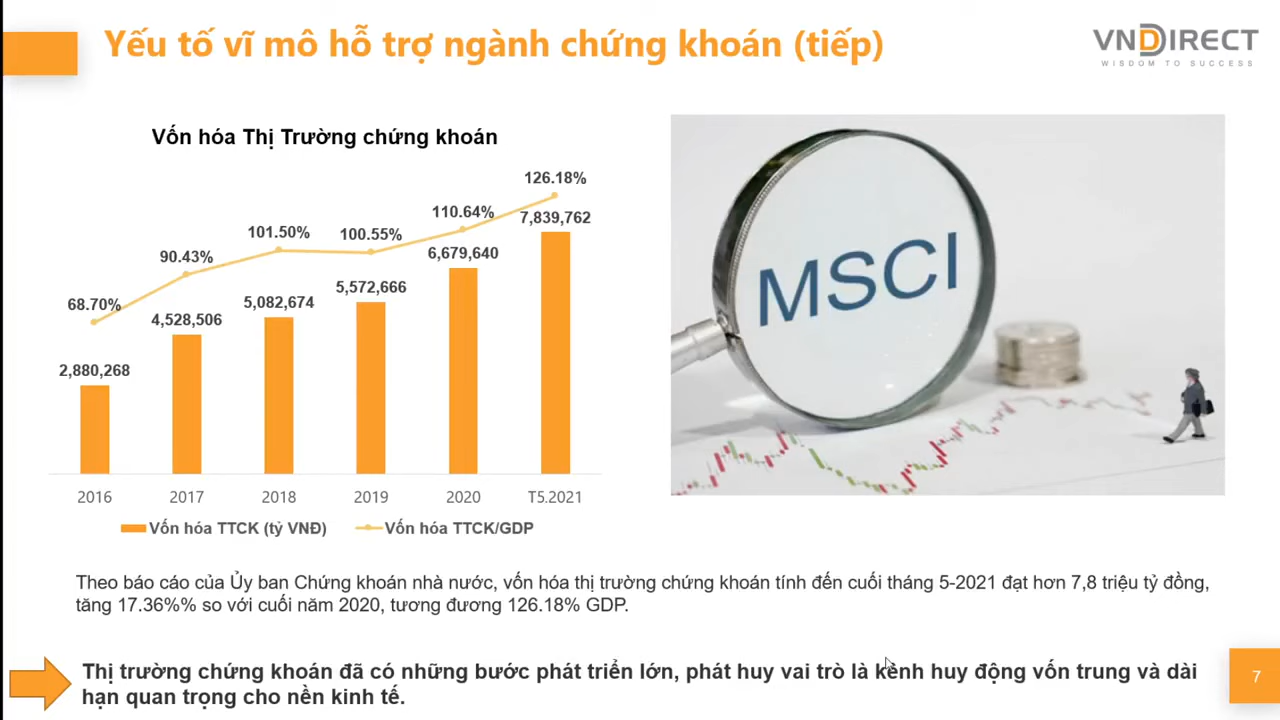 Yếu tố vĩ mô hỗ trợ ngành chứng khoán (tiếp)
VNDIRECT
WISDOM TO SUCCESS
Vốn hóa Thị Trường chứng khoán
126.18%
110.64%
7,839,762
101.50%
100.55%
90.43%
6,679,640
68.70%
5,572,666
5,082,674
4,528,506
2,880,268
MSCI
2016 2017 2018 2019 2020 T5.2021
Vốn hóa TTCK (tỷ VNĐ) Vốn hóa TTCK/GDP
Theo báo cáo của Ủy ban Chứng khoán nhà nước, vốn hóa thị trường chứng khoán tính đến cuối tháng 5-2021 đạt hơn 7,8 triệu tỷ đồng,
tăng 17.36%% so với cuối năm 2020, tương đương 126.18% GDP.
Thị trường chứng khoán đã có những bước phát triển lớn, phát huy vai trò là kênh huy động vốn trung và dài
hạn quan trọng cho nền kinh tế.
7